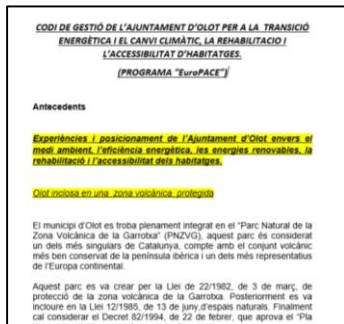 CODI DE GESTIÓ DE L'AJUNTAMENT D'OLOT PER A LA TRANSICIÓ
ENERGÈTICA I EL CANVI CLIMÀTIC, LA REHABILITACIO I
L'ACCESSIBILITAT D'HABITATGES.
(PROGRAMA "EuroPACE")
Antecedents
Experiències i posicionament de l'Ajuntament d'Olot envers el
medi ambient, l'eficiència energètica, les energies renovables, la
rehabilitació i l'accessibilitat dels habitatges.
Olot inclosa en una zona volcànica protegida
El municipi d'Olot es troba plenament integrat en el "Parc Natural de la
Zona Volcànica de la Garrotxa" (PNZVG), aquest parc és considerat
un dels més singulars de Catalunya, compte amb el conjunt volcànic
més ben conservat de la península ibèrica i un dels més representatius
de l'Europa continental.
Aquest parc es va crear per la Llei de 22/1982, de 3 de març, de
protecció de la zona volcànica de la Garrotxa. Posteriorment es va
incloure en la Llei 12/1985, de 13 de juny,d'espais naturals. Finalment
cal considerar el Decret 82/1994, de 22 de febrer, que aprova el "Pla